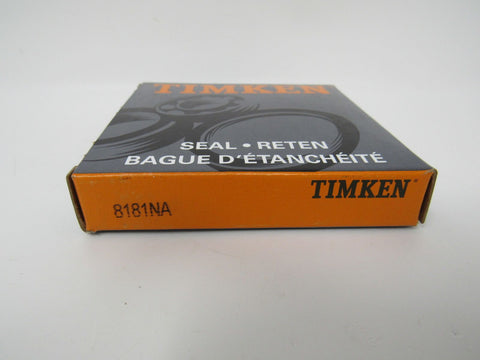 TIMKEN
SEAL • RETEN
BAGUE D'ÉTANCHÉITÉ
TIMKEN
8181NA